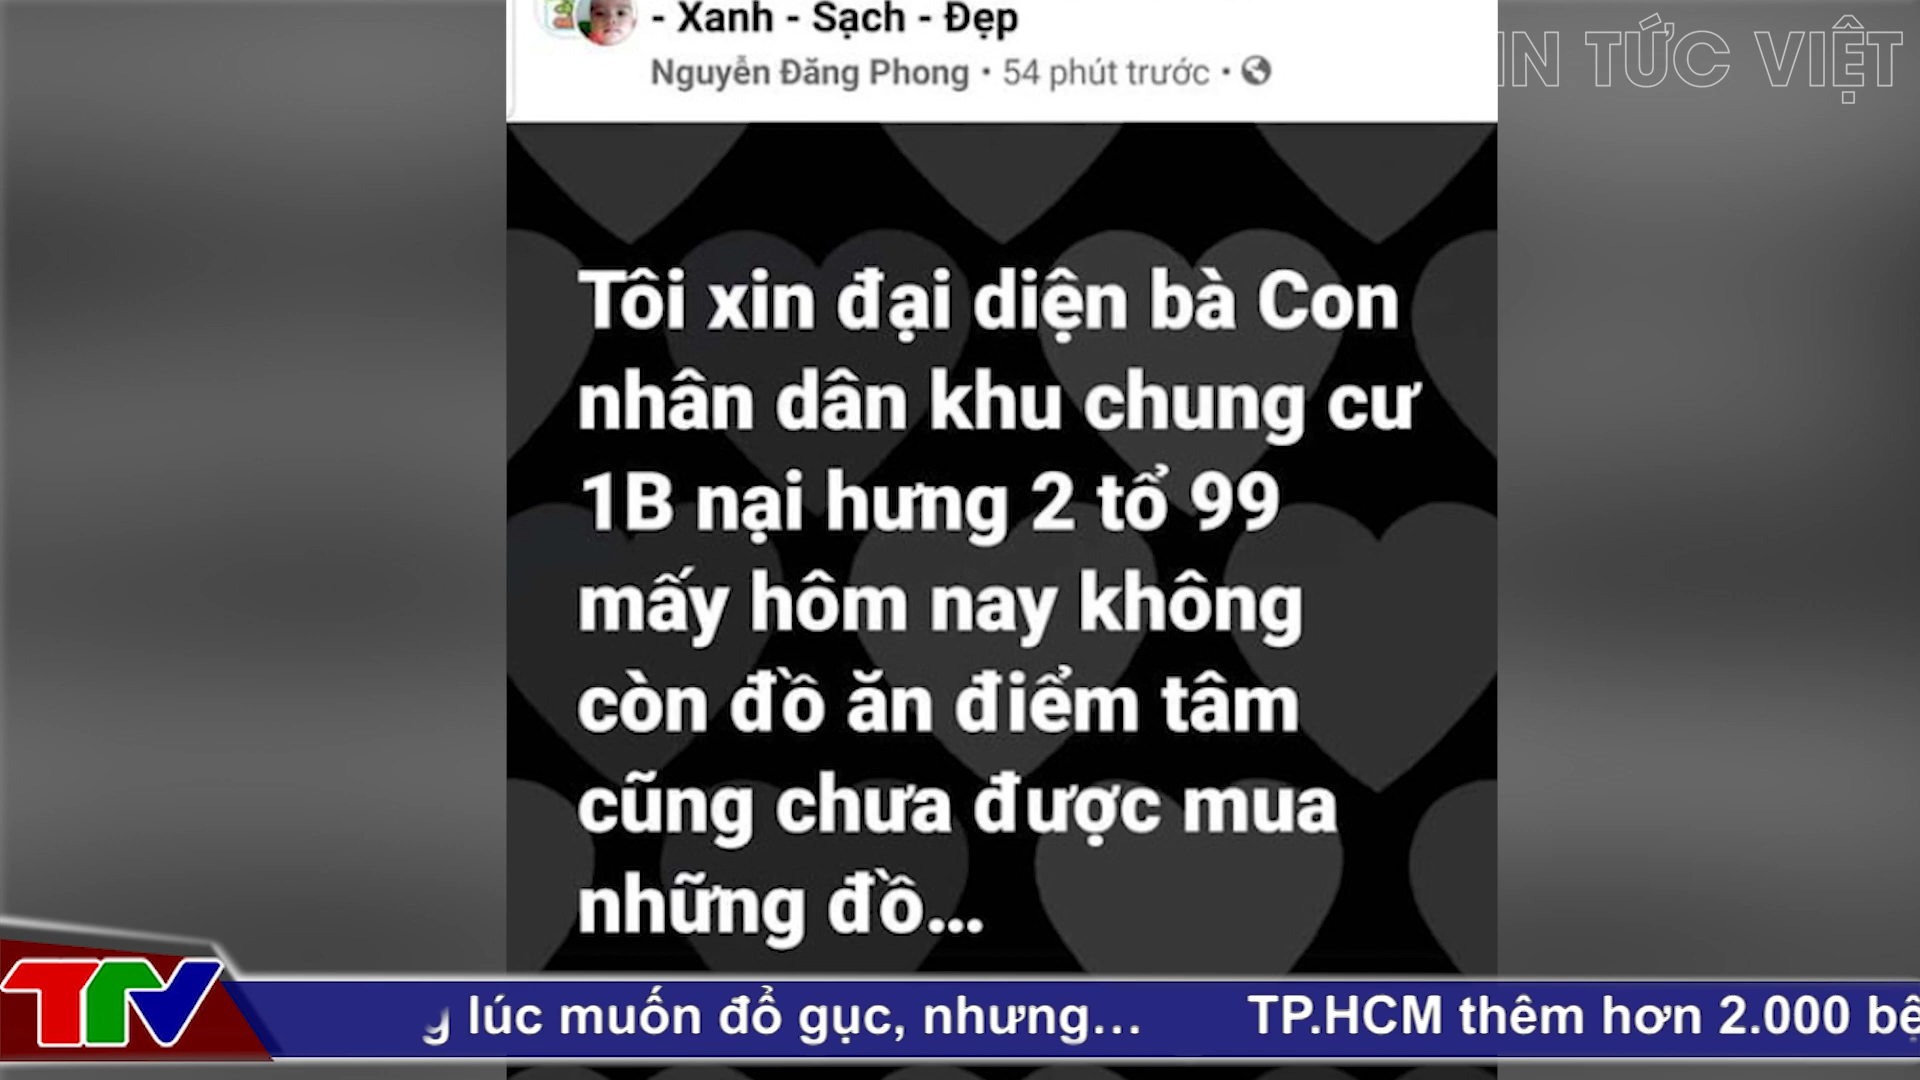 - Xanh - Sạch - Đẹp
Nguyễn Đăng Phong · 54 phút trước ·
IN TỨC VIỆT
Tôi xin đại diện bà Con
nhân dân khu chung cư
1B nại hưng 2 tổ 99
mấy hôm nay không
còn đồ ăn điểm tâm
cũng chưa được mua
những đồ...
TTV
lúc muốn đổ gục, nhưng... TP.HCM thêm hơn 2.000